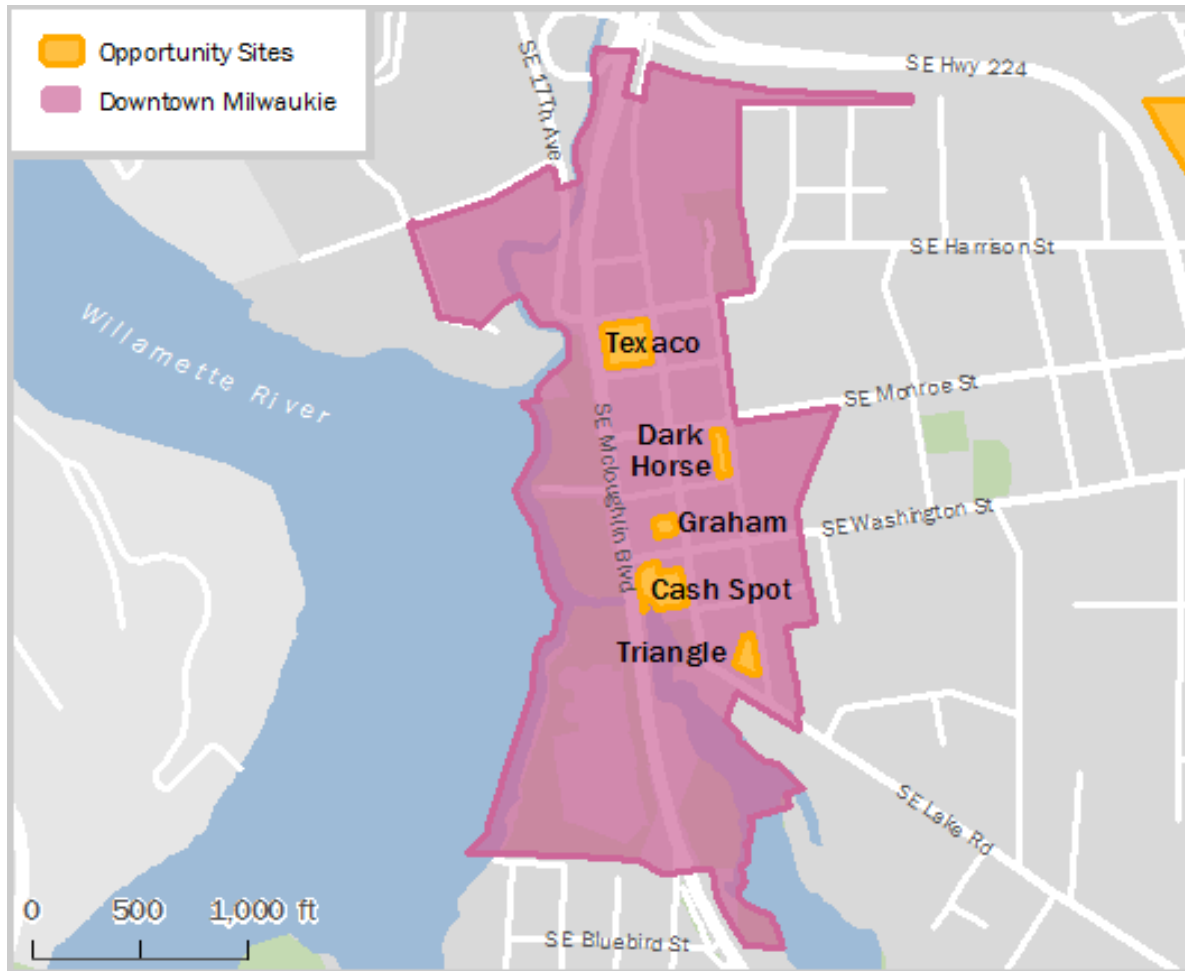 Opportunity Sites
Downtown Milwaukie
SE 17Th Ave
SE Hwy 224
SE Harrison St
Willamette River
Texaco
SE Monroe St
SE Mcloughlin Blvd
Dark
Horse
Graham
SE Washington St
Cash Spot
Triangle
SE Lake Rd
0 500 1,000 ft
SE Bluebird St